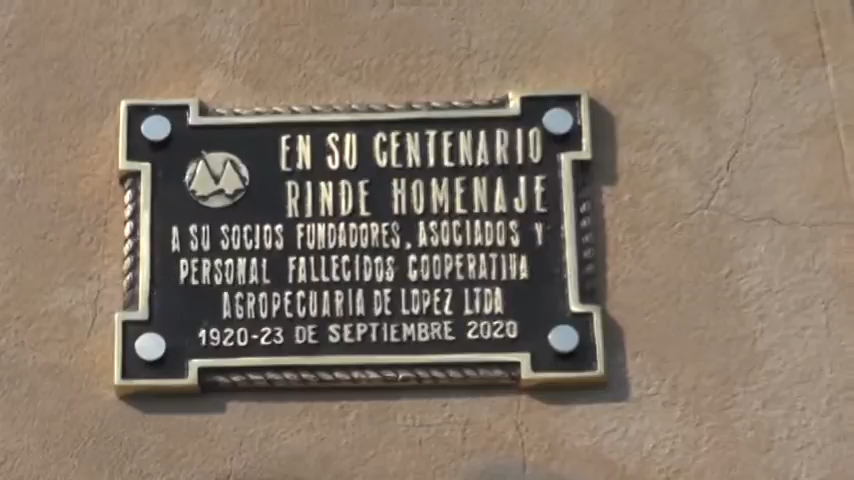 EN SU CENTENARIO
RINDE HOMENAJE
A SU SOCIOS FUNDADORES, ASOCIADOS Y
PERSONAL FALLECIDOS COOPERATIVA
AGROPECUARIA DE LOPEZ LTDA
1920-23 DE SEPTIEMBRE 2020